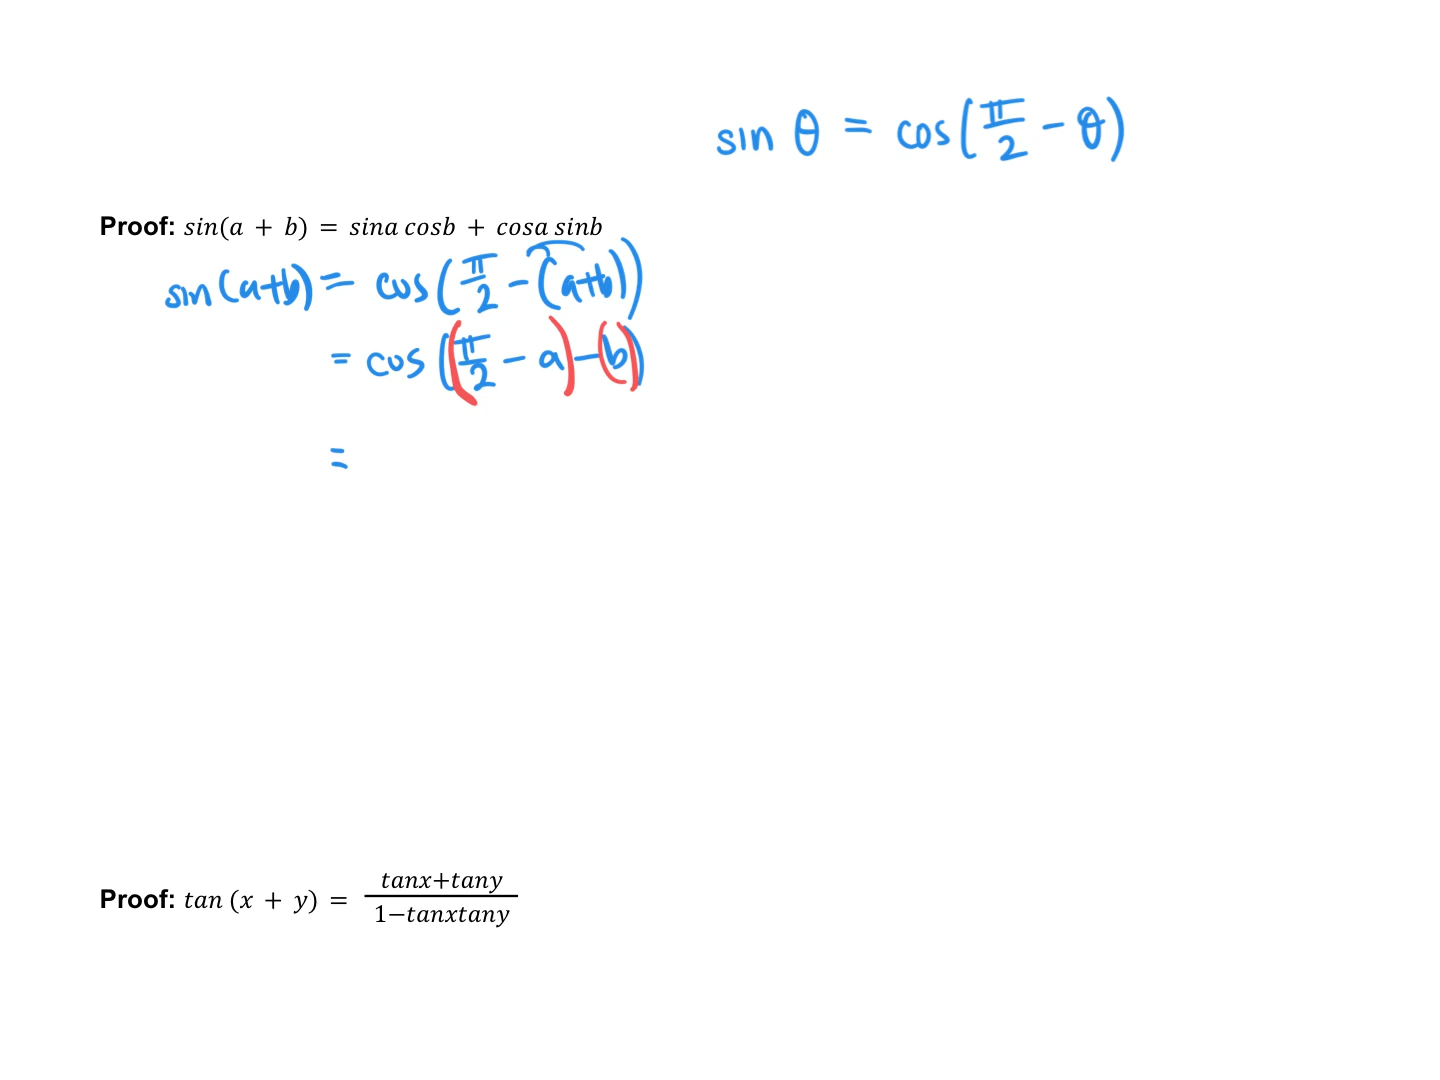 sin θ = cos(π/2 − θ)
Proof: sin(a + b) = sina cosb + cosa sinb
sin(a+b) = cos(π/2 − (a+b))
= cos((π/2 − a) − (b))
=
Proof: tan (x + y) = tanx+tany / 1−tanxtany